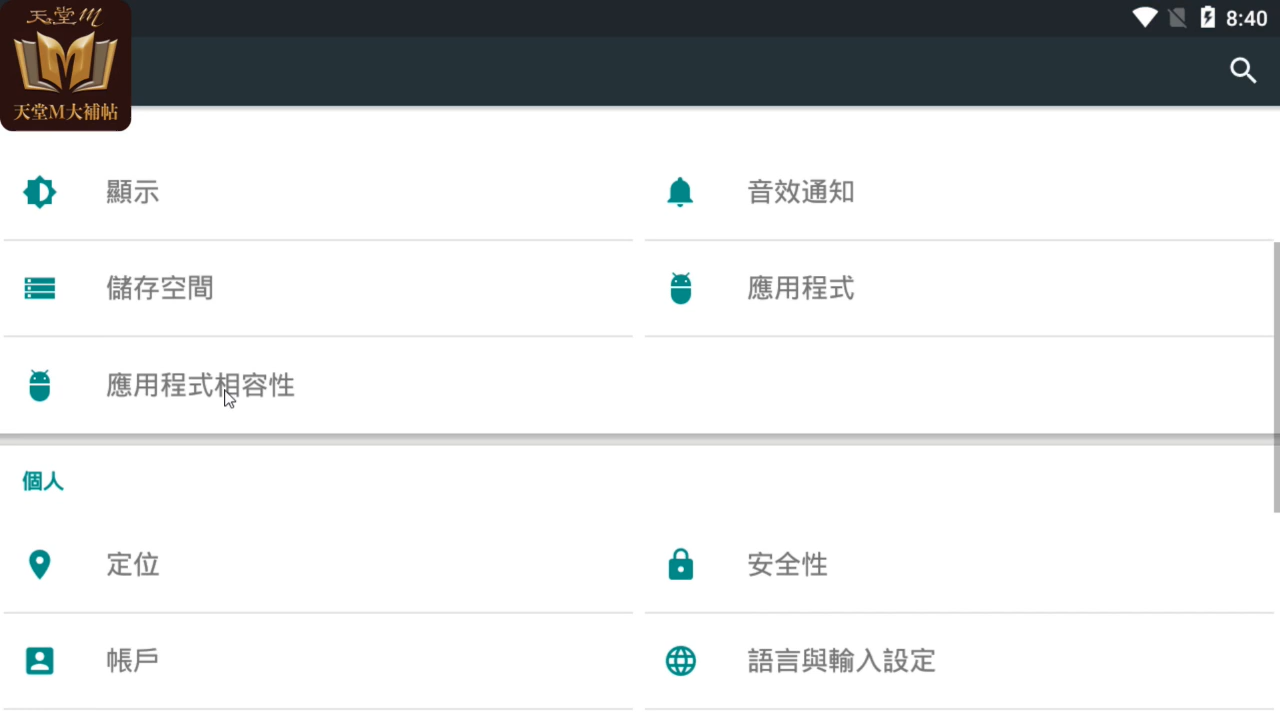 天堂M
天堂M大補帖
8:40
顯示
音效通知
儲存空間
應用程式
應用程式相容性
個人
定位
安全性
帳戶
語言與輸入設定